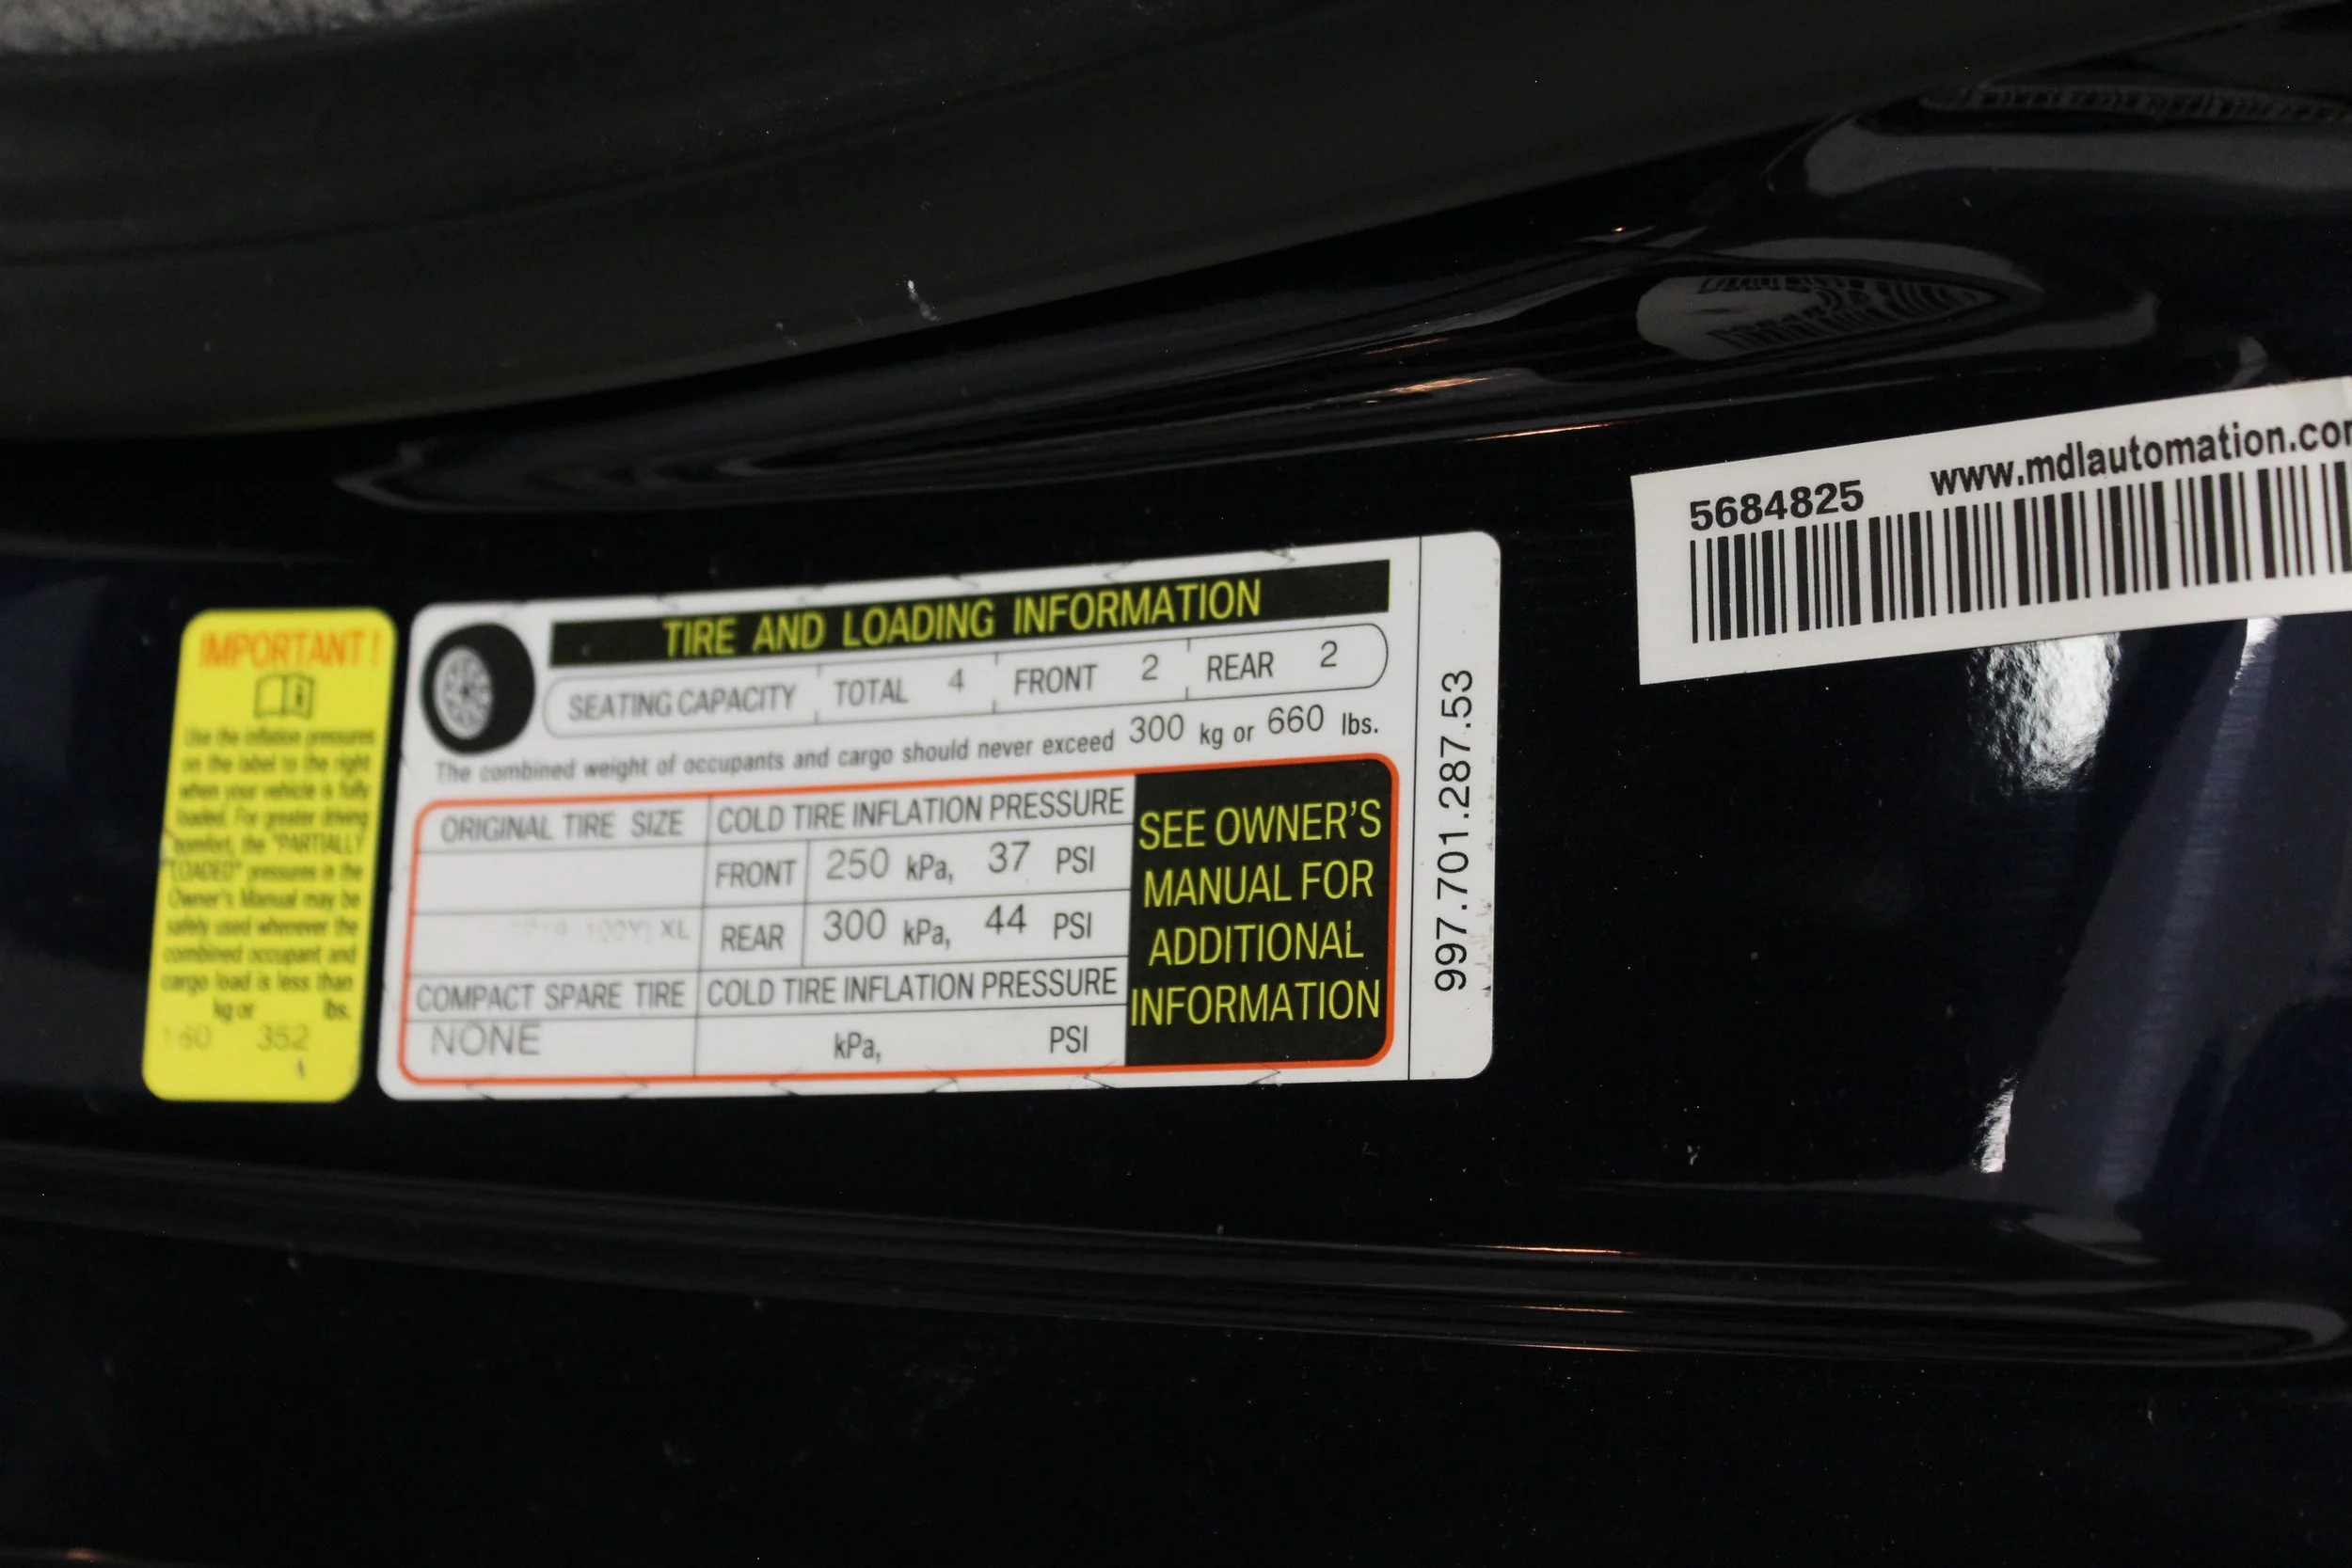 5684825 www.mdlautomation.co
TIRE AND LOADING INFORMATION
SEATING CAPACITY TOTAL 4 FRONT 2 REAR 2
The combined weight of occupants and cargo should never exceed 300 kg or 660 lbs.
ORIGINAL TIRE SIZE COLD TIRE INFLATION PRESSURE
FRONT 250 kPa, 37 PSI
XL REAR 300 kPa, 44 PSI
COMPACT SPARE TIRE COLD TIRE INFLATION PRESSURE
NONE kPa, PSI
SEE OWNER'S
MANUAL FOR
ADDITIONAL
INFORMATION
997.701.287.53
IMPORTANT!
Use the inflation pressures
on the label to the right
when your vehicle is fully
loaded. For greater driving
comfort, the "PARTIALLY
LOADED" pressures in the
Owner's Manual may be
safely used whenever the
combined occupant and
cargo load is less than
kg or lbs.
160 352